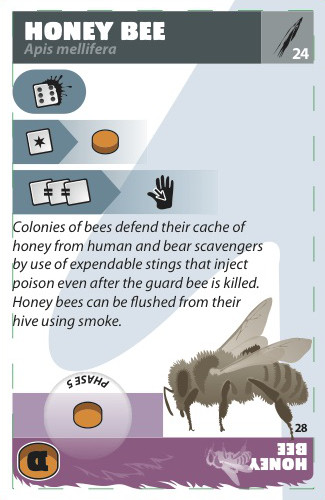 HONEY BEE
Apis mellifera
24
Colonies of bees defend their cache of
honey from human and bear scavengers
by use of expendable stings that inject
poison even after the guard bee is killed.
Honey bees can be flushed from their
hive using smoke.
PHASE 5
28
HONEY
BEE
B